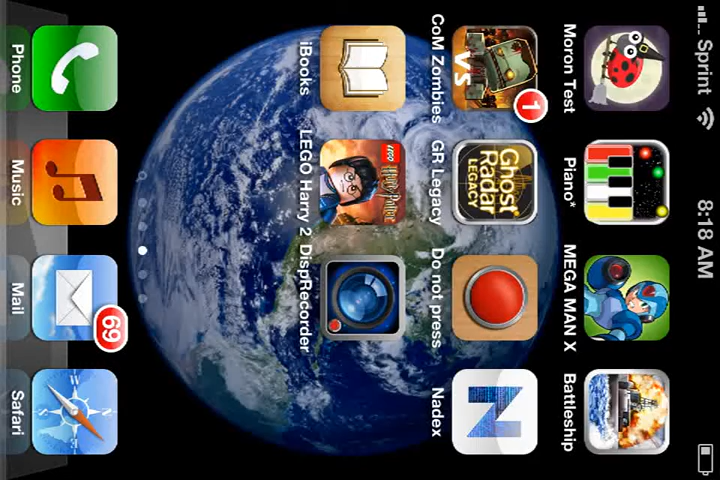 Sprint 8:18 AM
Moron Test Piano* MEGA MAN X Battleship
VS 1 Ghost Radar LEGACY
CoM Zombies GR Legacy Do not press Nadex
LEGO Harry Potter
iBooks LEGO Harry 2 DispRecorder
69
Phone Music Mail Safari